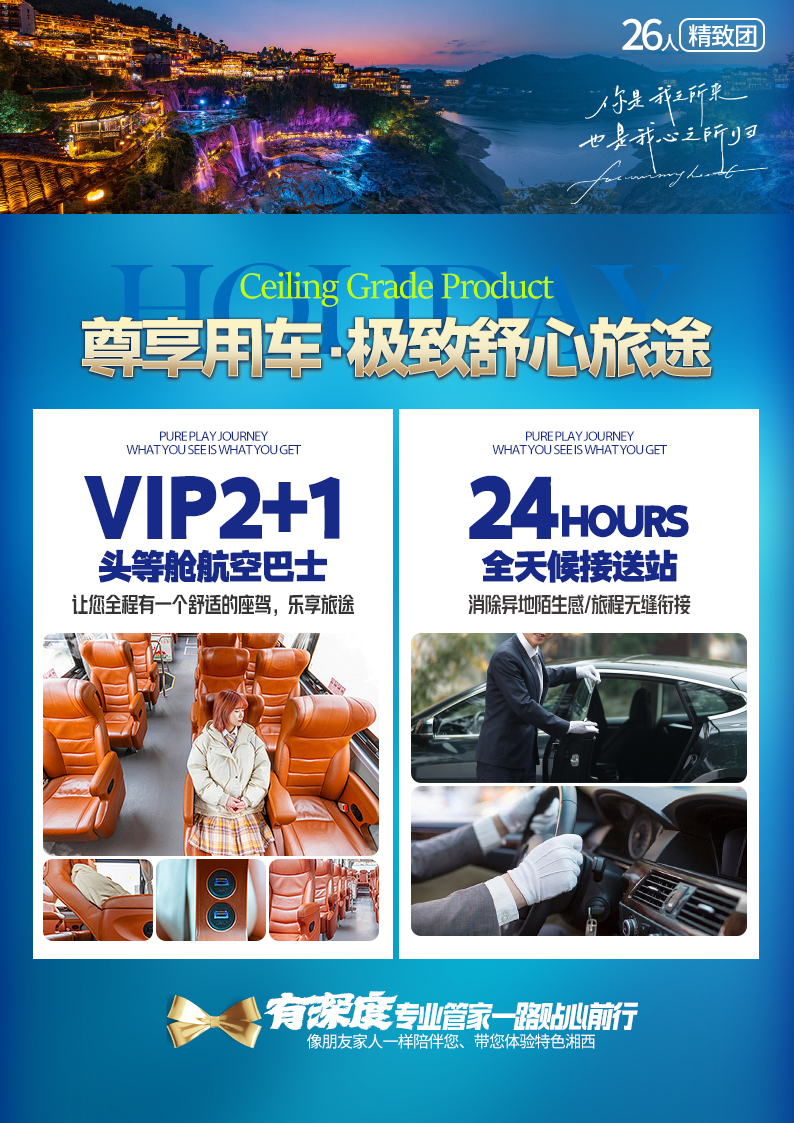 26人 精致团
你是我之所来
也是我心之所归
HOLIDAY
Ceiling Grade Product
尊享用车·极致舒心旅途
PURE PLAY JOURNEY
WHAT YOU SEE IS WHAT YOU GET
VIP2+1
头等舱航空巴士
让您全程有一个舒适的座驾，乐享旅途
PURE PLAY JOURNEY
WHAT YOU SEE IS WHAT YOU GET
24HOURS
全天候接送站
消除异地陌生感/旅程无缝衔接
有深度 专业管家一路贴心前行
像朋友家人一样陪伴您、带您体验特色湘西